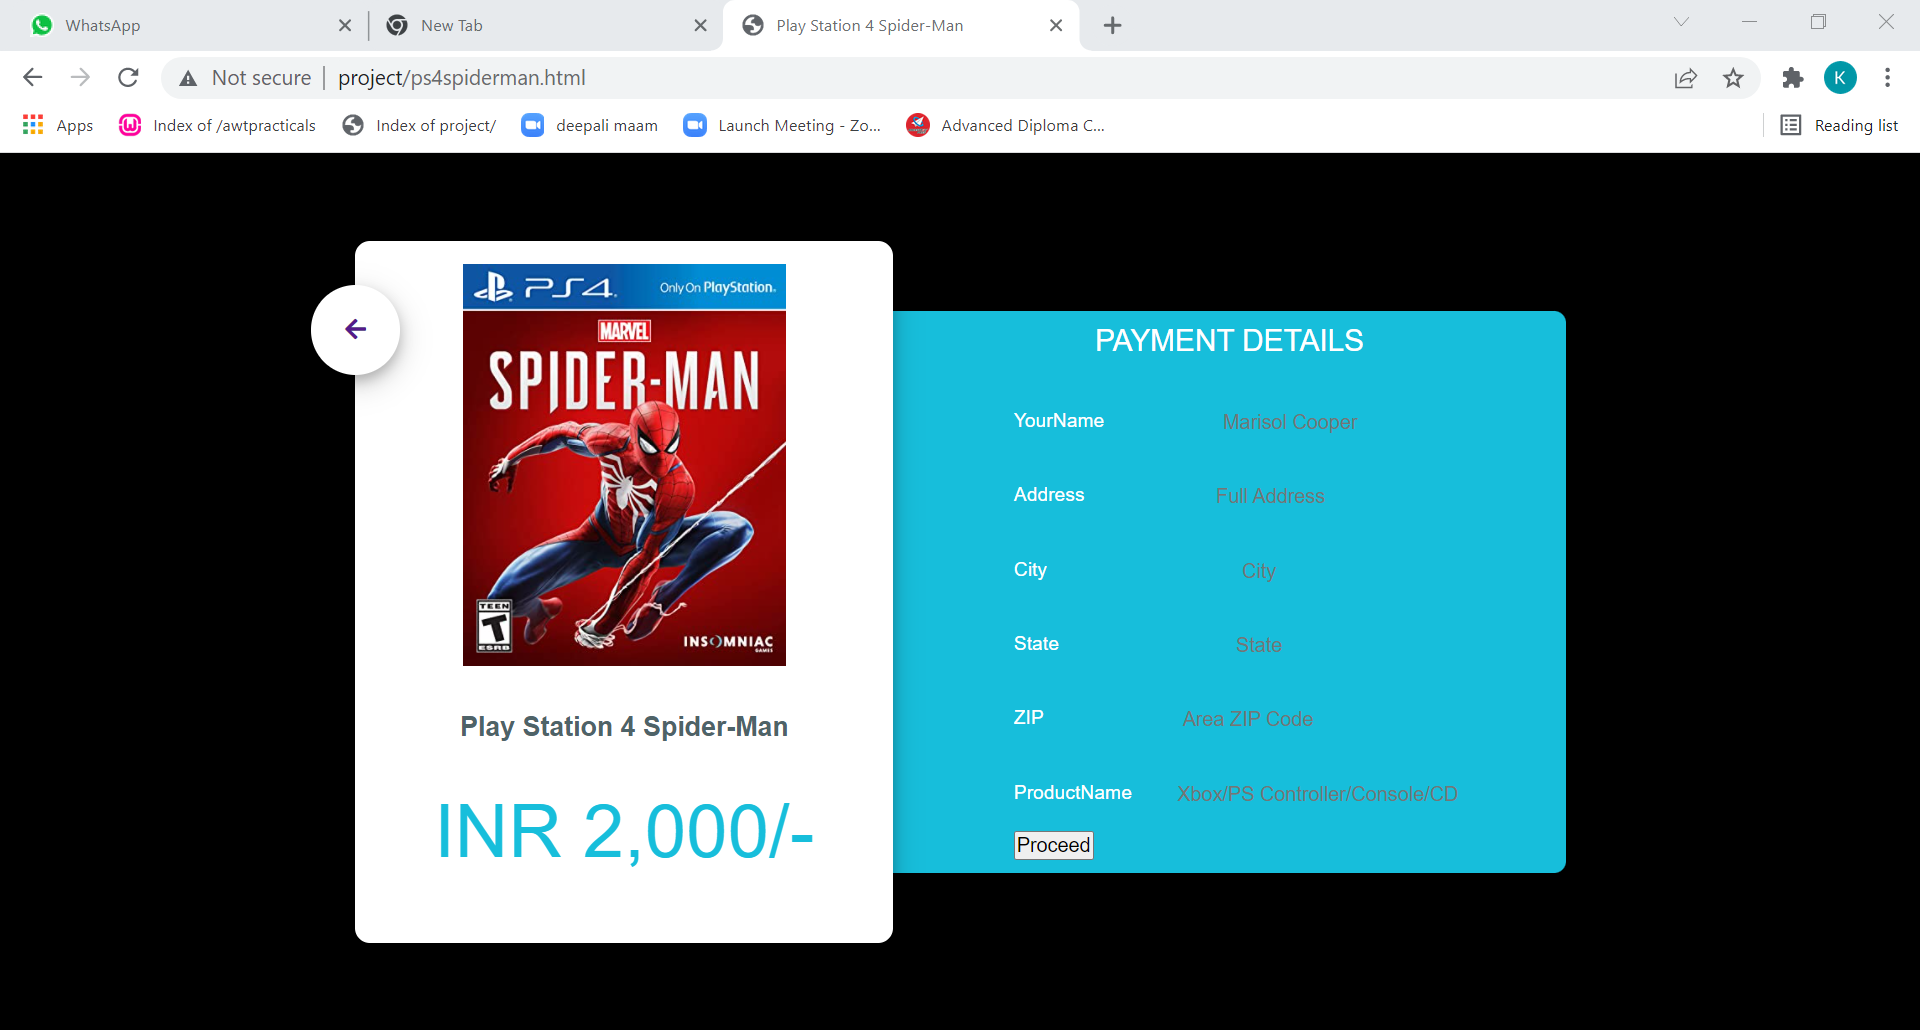 WhatsApp
New Tab
Play Station 4 Spider-Man
Not secure
project/ps4spiderman.html
K
Apps
Index of /awtpracticals
Index of project/
deepali maam
Launch Meeting - Zo...
Advanced Diploma C...
Reading list
PS4
Only On PlayStation.
MARVEL
SPIDER-MAN
TEEN
T
ESRB
INSOMNIAC
GAMES
Play Station 4 Spider-Man
INR 2,000/-
PAYMENT DETAILS
YourName Marisol Cooper
Address Full Address
City City
State State
ZIP Area ZIP Code
ProductName Xbox/PS Controller/Console/CD
Proceed